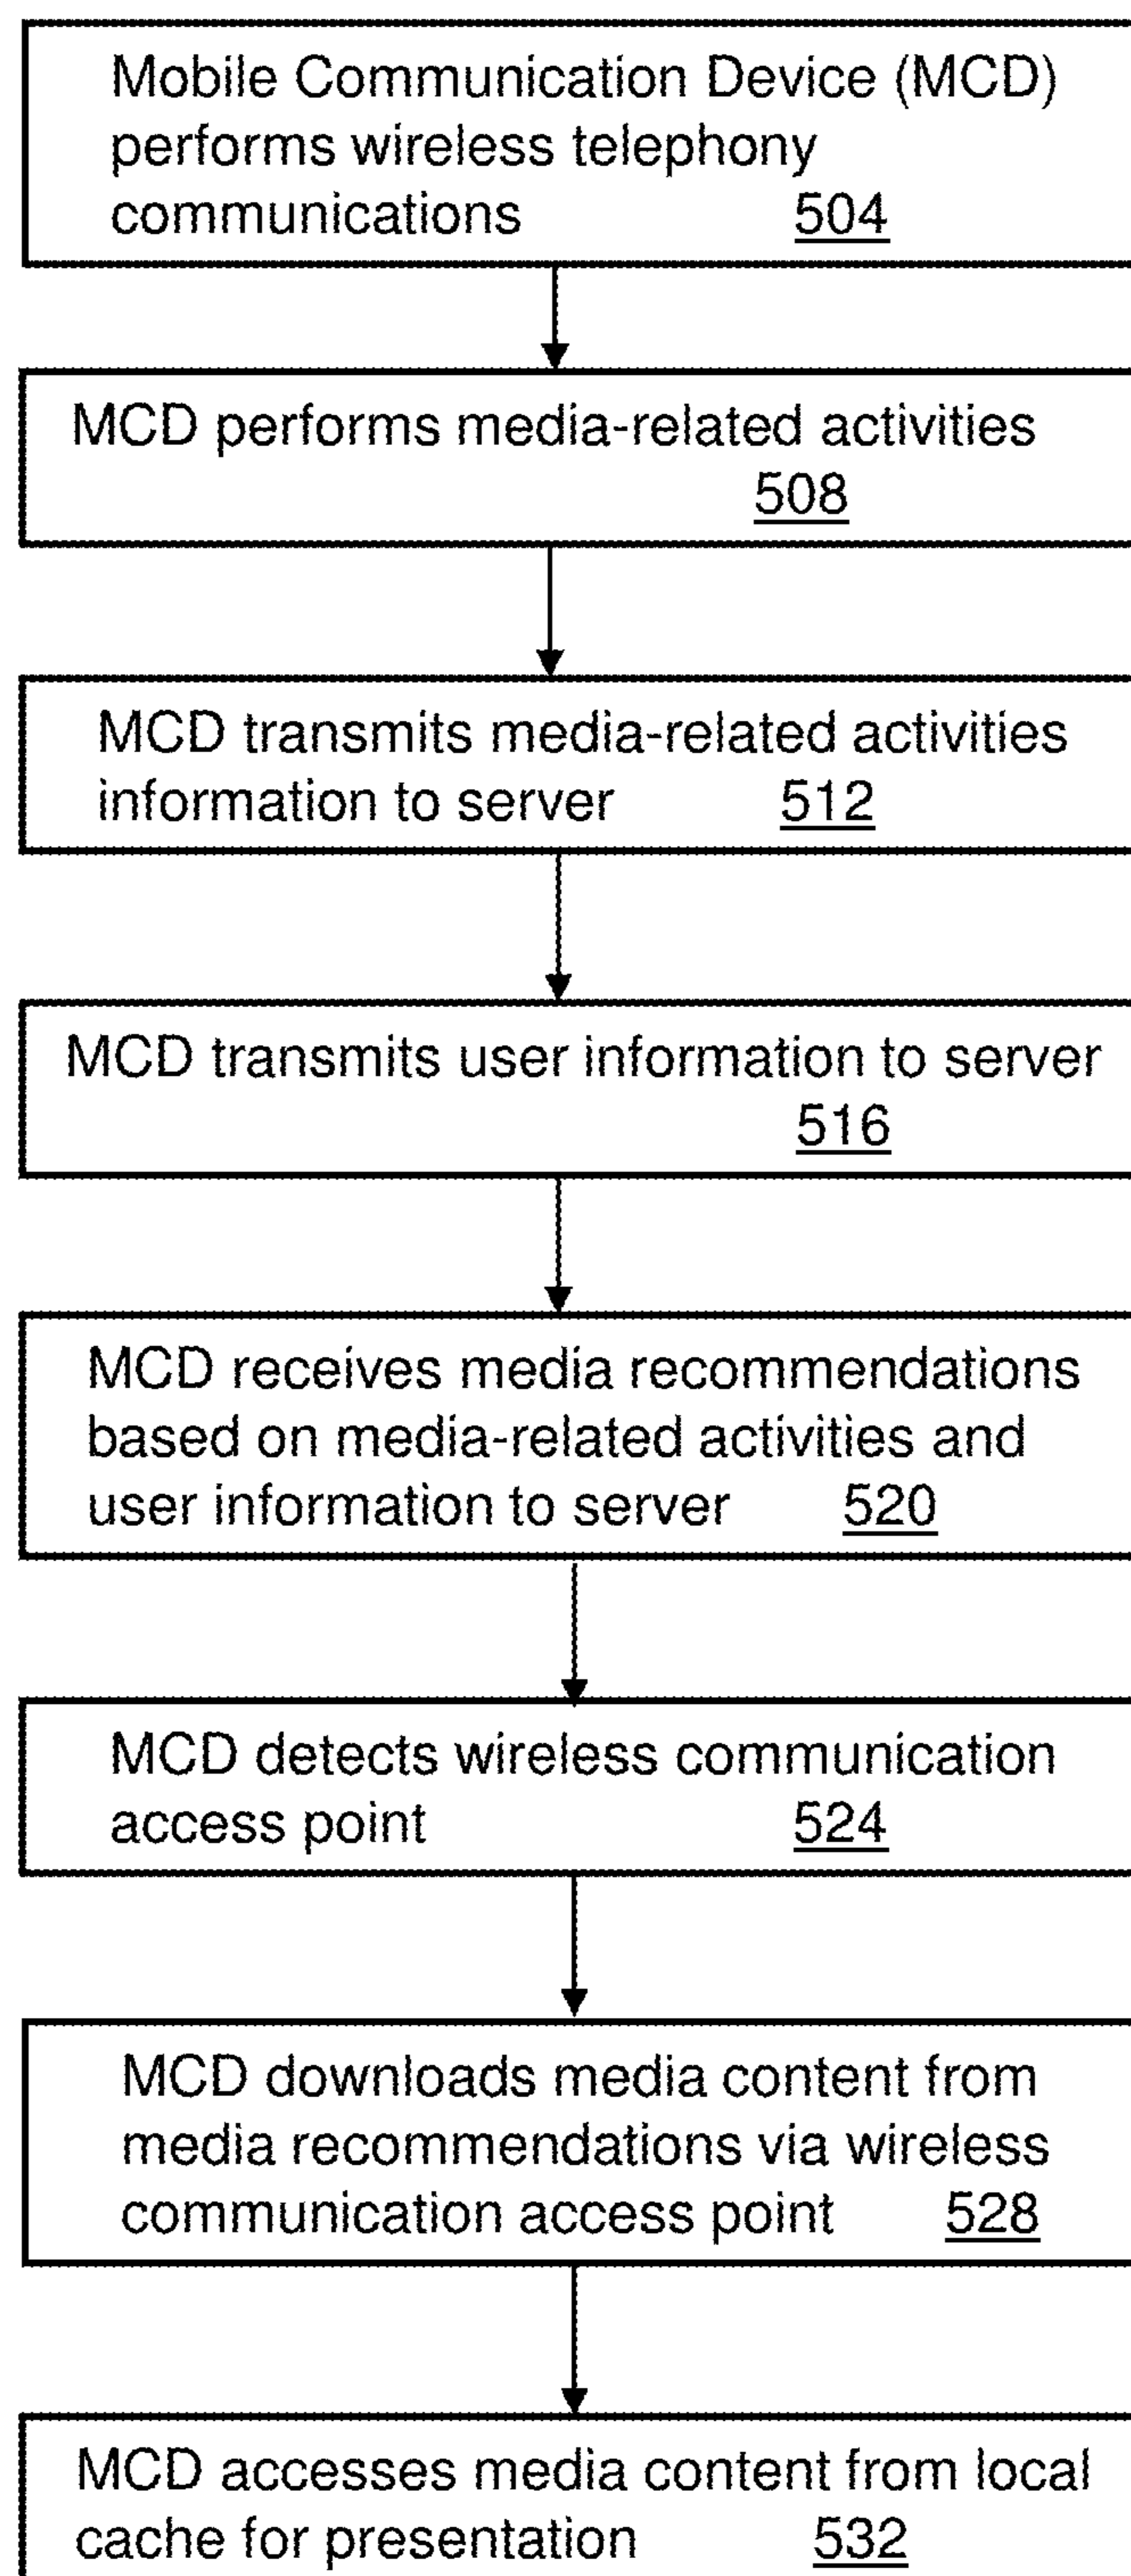 Mobile Communication Device (MCD)
performs wireless telephony
communications 504
MCD performs media-related activities
508
MCD transmits media-related activities
information to server 512
MCD transmits user information to server
516
MCD receives media recommendations
based on media-related activities and
user information to server 520
MCD detects wireless communication
access point 524
MCD downloads media content from
media recommendations via wireless
communication access point 528
MCD accesses media content from local
cache for presentation 532